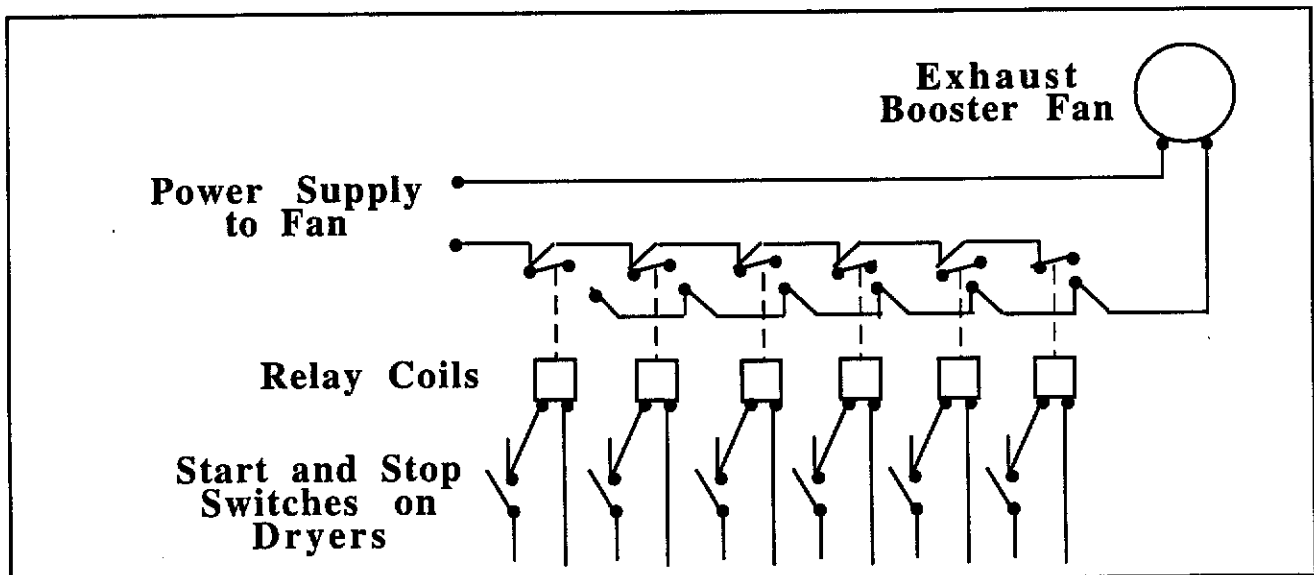 Exhaust
Booster Fan
Power Supply
to Fan
Relay Coils
Start and Stop
Switches on
Dryers